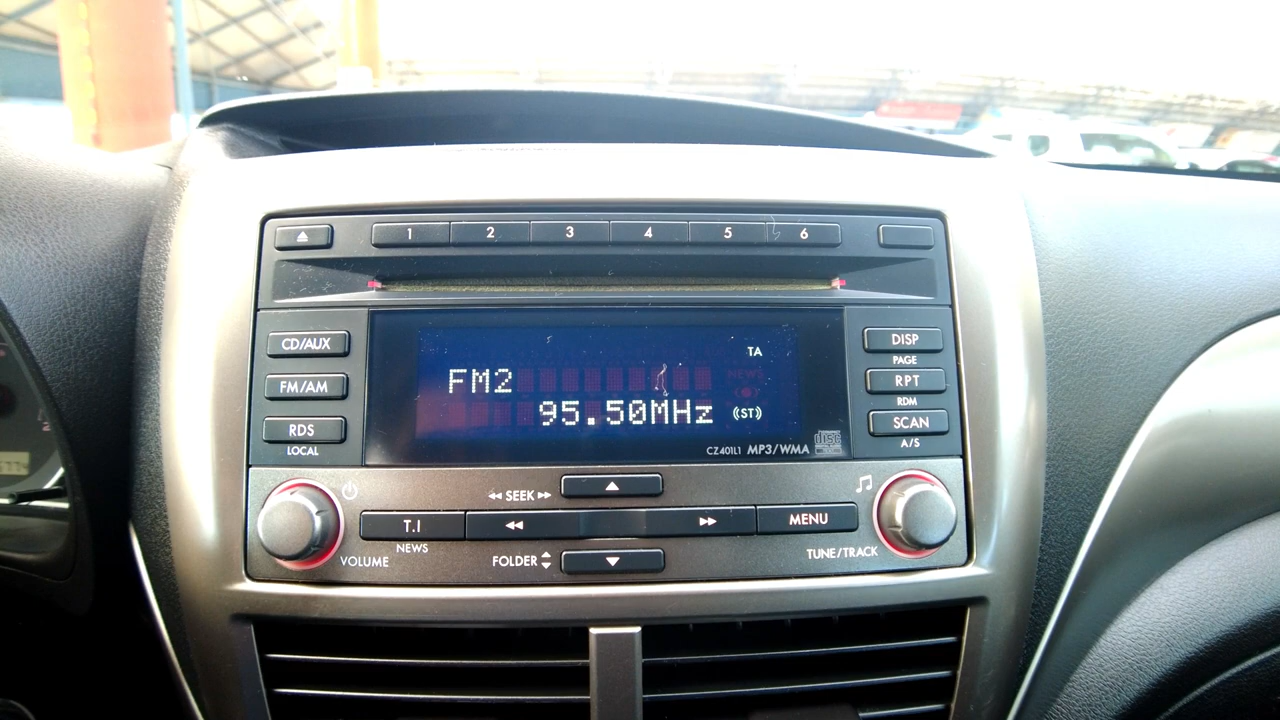 1 2 3 4 5 6
CD/AUX
FM/AM
RDS
LOCAL
TA
NEWS
FM2
95.50MHz
(ST)
CZ401L1 MP3/WMA
disc
DISP
PAGE
RPT
RDM
SCAN
A/S
SEEK
T.I
NEWS
MENU
VOLUME
FOLDER
TUNE/TRACK